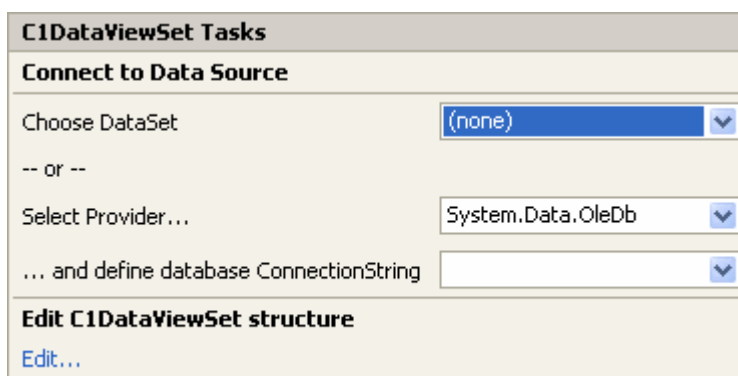 C1DataViewSet Tasks
Connect to Data Source
Choose DataSet (none)
-- or --
Select Provider... System.Data.OleDb
... and define database ConnectionString
Edit C1DataViewSet structure
Edit...